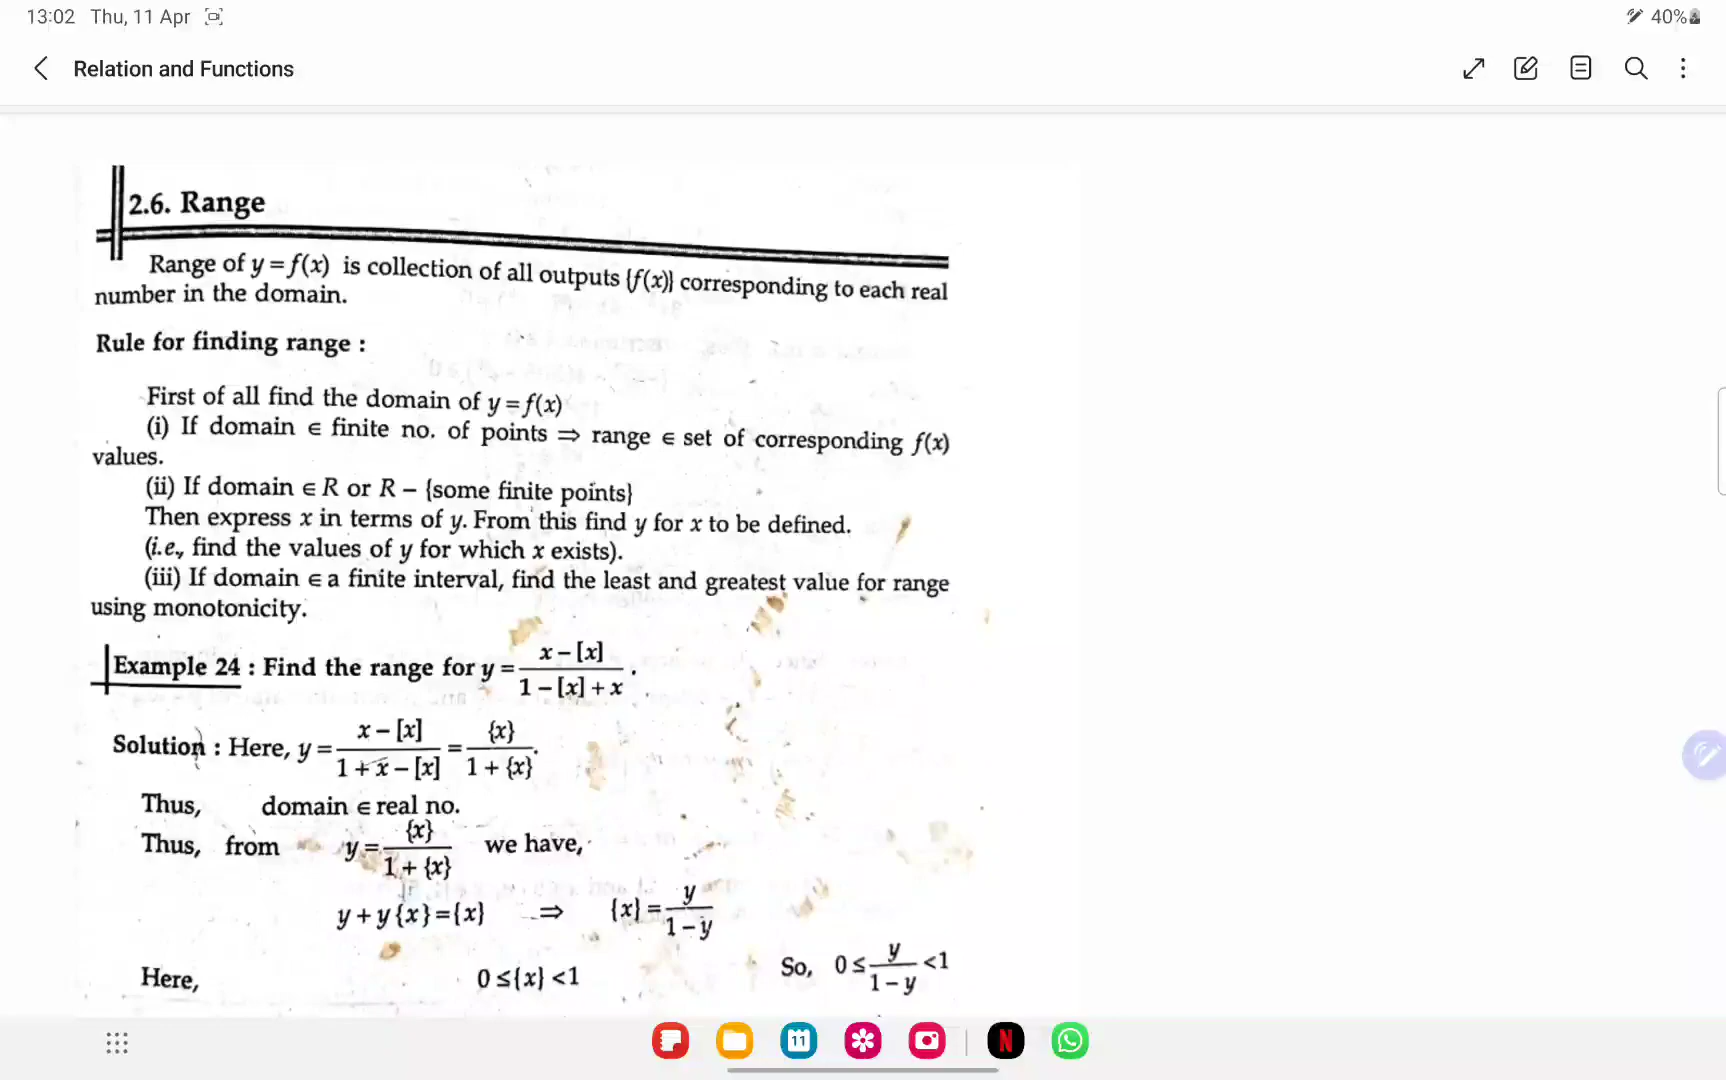 13:02 Thu, 11 Apr
40%
Relation and Functions
2.6. Range
Range of y = f(x) is collection of all outputs {f(x)} corresponding to each real
number in the domain.
Rule for finding range :
First of all find the domain of y = f(x)
(i) If domain ∈ finite no. of points ⇒ range ∈ set of corresponding f(x)
values.
(ii) If domain ∈ R or R – {some finite points}
Then express x in terms of y. From this find y for x to be defined.
(i.e., find the values of y for which x exists).
(iii) If domain ∈ a finite interval, find the least and greatest value for range
using monotonicity.
Example 24 : Find the range for y = (x – [x])/(1 – [x] + x).
Solution : Here, y = (x – [x])/(1 + x – [x]) = {x}/(1 + {x}).
Thus, domain ∈ real no.
Thus, from y = {x}/(1 + {x}) we have,
y + y{x} = {x} ⇒ {x} = y/(1 – y)
Here, 0 ≤ {x} < 1 So, 0 ≤ y/(1 – y) < 1
11
N